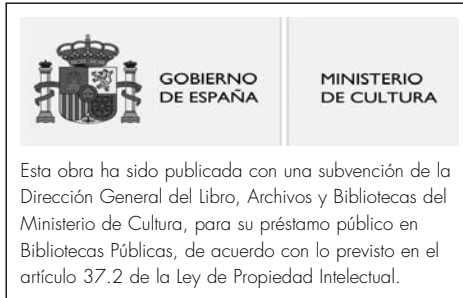 GOBIERNO
DE ESPAÑA
MINISTERIO
DE CULTURA
Esta obra ha sido publicada con una subvención de la
Dirección General del Libro, Archivos y Bibliotecas del
Ministerio de Cultura, para su préstamo público en
Bibliotecas Públicas, de acuerdo con lo previsto en el
artículo 37.2 de la Ley de Propiedad Intelectual.